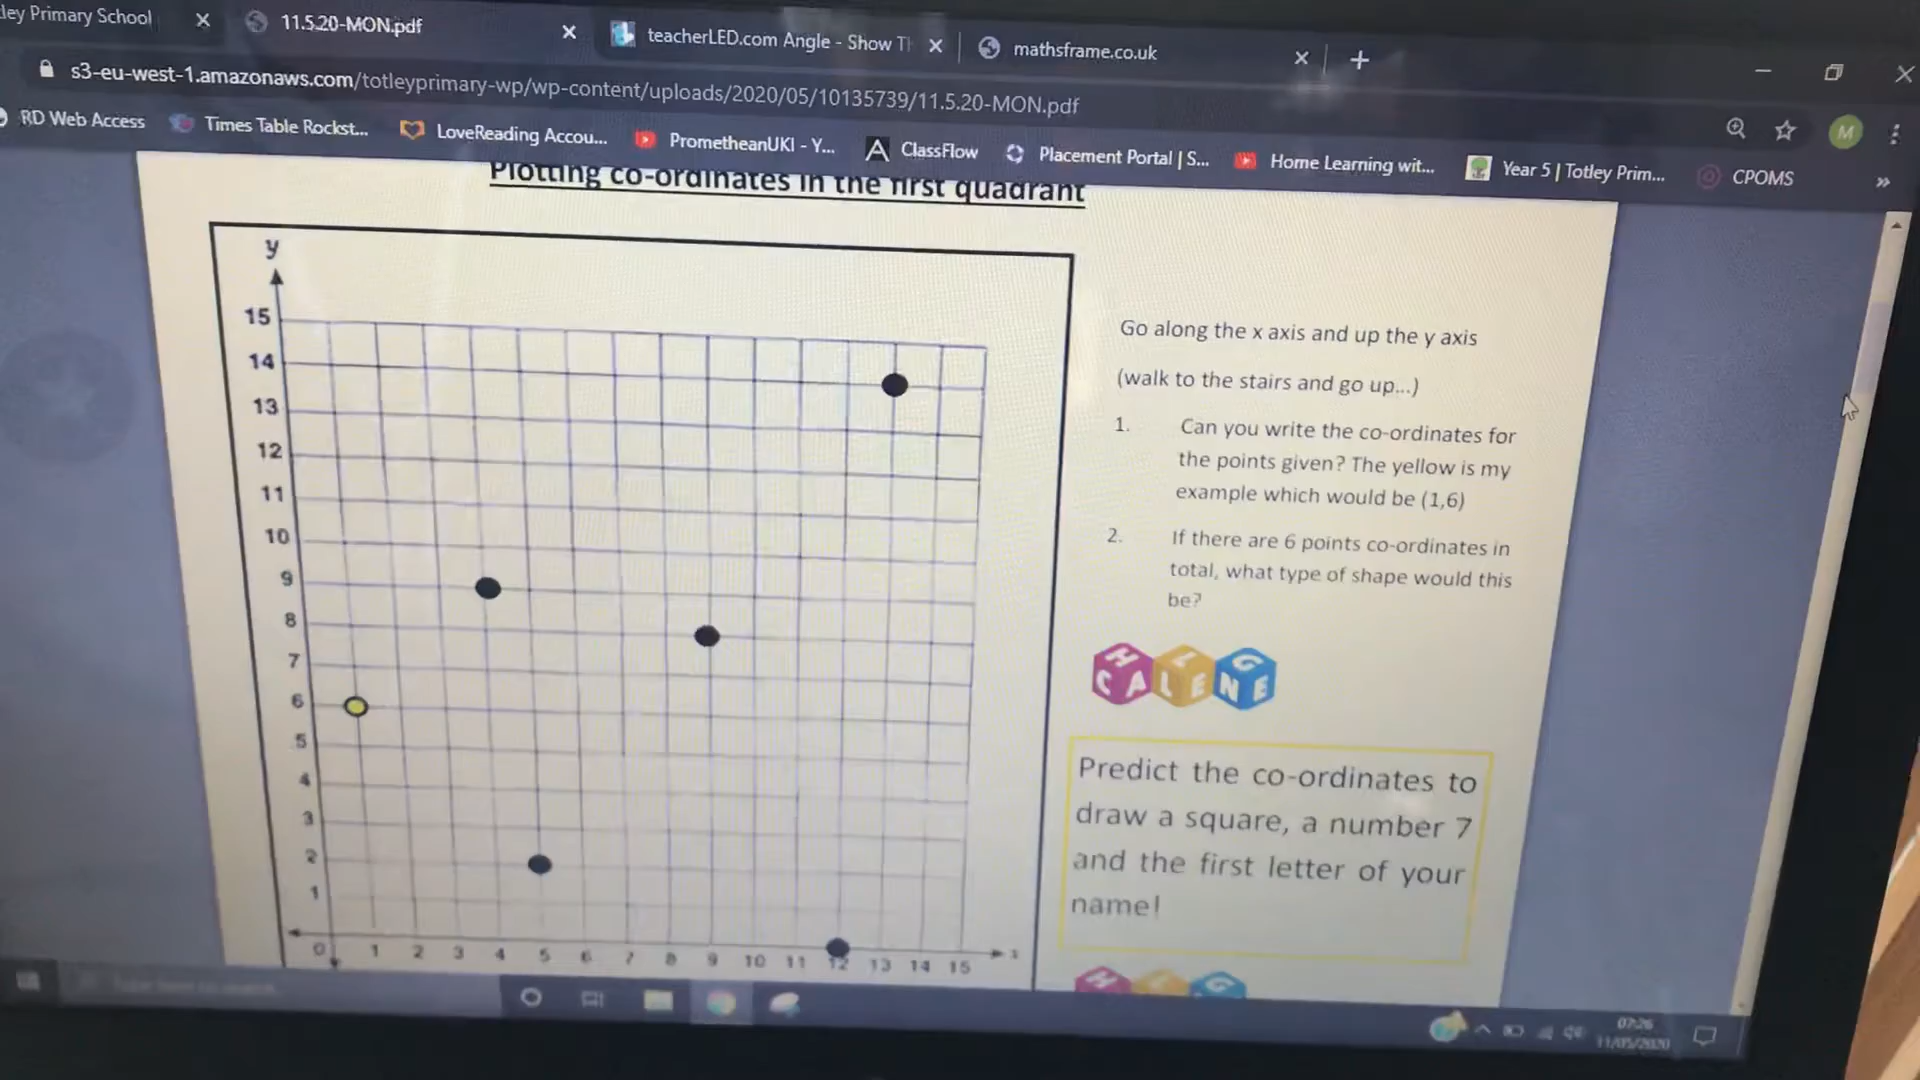 ley Primary School
11.5.20-MON.pdf
teacherLED.com Angle - Show Th
mathsframe.co.uk
s3-eu-west-1.amazonaws.com/totleyprimary-wp/wp-content/uploads/2020/05/10135739/11.5.20-MON.pdf
RD Web Access
Times Table Rockst...
LoveReading Accou...
PrometheanUKI - Y...
ClassFlow
Placement Portal | S...
Home Learning wit...
Year 5 | Totley Prim...
CPOMS
M
Plotting co-ordinates in the first quadrant
y
15
14
13
12
11
10
9
8
7
6
5
4
3
2
1
0 1 2 3 4 5 6 7 8 9 10 11 12 13 14 15 x
Go along the x axis and up the y axis
(walk to the stairs and go up...)
1. Can you write the co-ordinates for
the points given? The yellow is my
example which would be (1,6)
2. If there are 6 points co-ordinates in
total, what type of shape would this
be?
H L G
CALENE
Predict the co-ordinates to
draw a square, a number 7
and the first letter of your
name!
H L G
07:26
11/05/2020